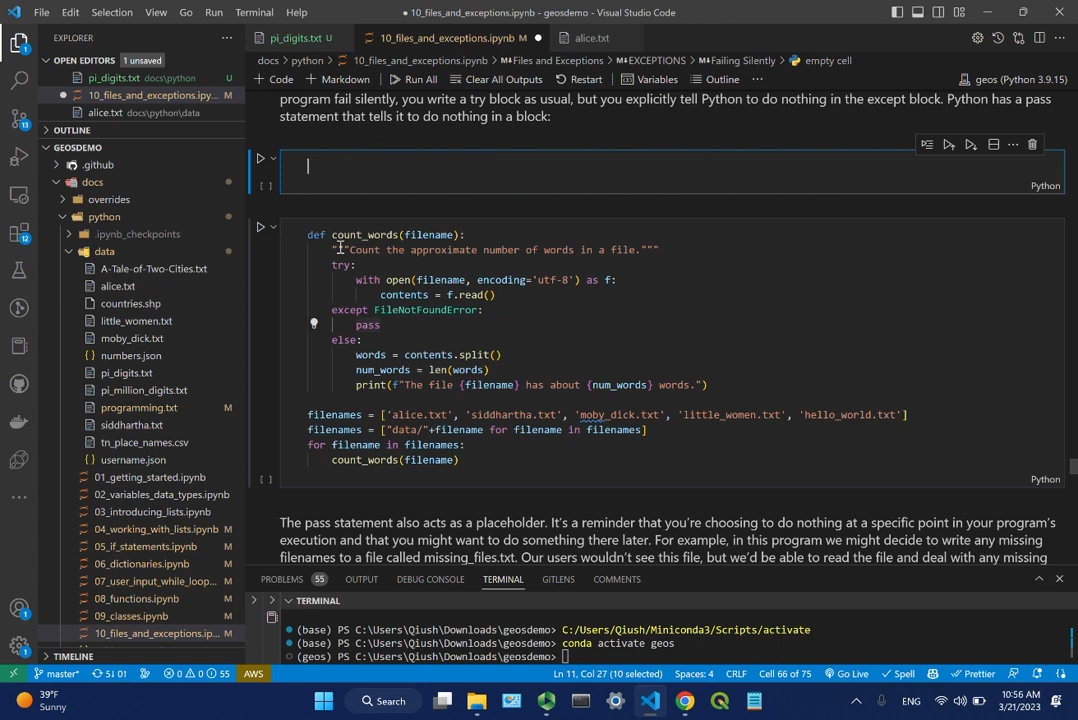 File Edit Selection View Go Run Terminal Help
● 10_files_and_exceptions.ipynb - geosdemo - Visual Studio Code
EXPLORER
pi_digits.txt U
10_files_and_exceptions.ipynb M
alice.txt
OPEN EDITORS 1 unsaved
docs > python > 10_files_and_exceptions.ipynb > Files and Exceptions > EXCEPTIONS > Failing Silently > empty cell
pi_digits.txt docs\python U
+ Code + Markdown Run All Clear All Outputs Restart Variables Outline ... geos (Python 3.9.15)
10_files_and_exceptions.ipy... M
alice.txt docs\python\data
OUTLINE
GEOSDEMO
.github
docs
overrides
python
.ipynb_checkpoints
data
A-Tale-of-Two-Cities.txt
alice.txt
countries.shp
little_women.txt
moby_dick.txt
numbers.json
pi_digits.txt
pi_million_digits.txt
programming.txt M
siddhartha.txt
tn_place_names.csv
username.json
01_getting_started.ipynb
02_variables_data_types.ipynb
03_introducing_lists.ipynb
04_working_with_lists.ipynb M
05_if_statements.ipynb M
06_dictionaries.ipynb M
07_user_input_while_loop... M
08_functions.ipynb M
09_classes.ipynb M
10_files_and_exceptions.ip... M
TIMELINE
program fail silently, you write a try block as usual, but you explicitly tell Python to do nothing in the except block. Python has a pass
statement that tells it to do nothing in a block:
[ ]
Python
def count_words(filename):
"""Count the approximate number of words in a file."""
try:
with open(filename, encoding='utf-8') as f:
contents = f.read()
except FileNotFoundError:
pass
else:
words = contents.split()
num_words = len(words)
print(f"The file {filename} has about {num_words} words.")
filenames = ['alice.txt', 'siddhartha.txt', 'moby_dick.txt', 'little_women.txt', 'hello_world.txt']
filenames = ["data/"+filename for filename in filenames]
for filename in filenames:
count_words(filename)
[ ]
Python
The pass statement also acts as a placeholder. It's a reminder that you're choosing to do nothing at a specific point in your program's
execution and that you might want to do something there later. For example, in this program we might decide to write any missing
filenames to a file called missing_files.txt. Our users wouldn't see this file, but we'd be able to read the file and deal with any missing
PROBLEMS 55 OUTPUT DEBUG CONSOLE TERMINAL GITLENS COMMENTS
TERMINAL
(base) PS C:\Users\Qiush\Downloads\geosdemo> C:/Users/Qiush/Miniconda3/Scripts/activate
(base) PS C:\Users\Qiush\Downloads\geosdemo> conda activate geos
(geos) PS C:\Users\Qiush\Downloads\geosdemo>
1
13
1
1
master* 5↓ 0↑ 0 0 55 AWS Ln 11, Col 27 (10 selected) Spaces: 4 CRLF Cell 66 of 75 Go Live Spell Prettier
39°F
Sunny
Search
ENG
10:56 AM
3/21/2023